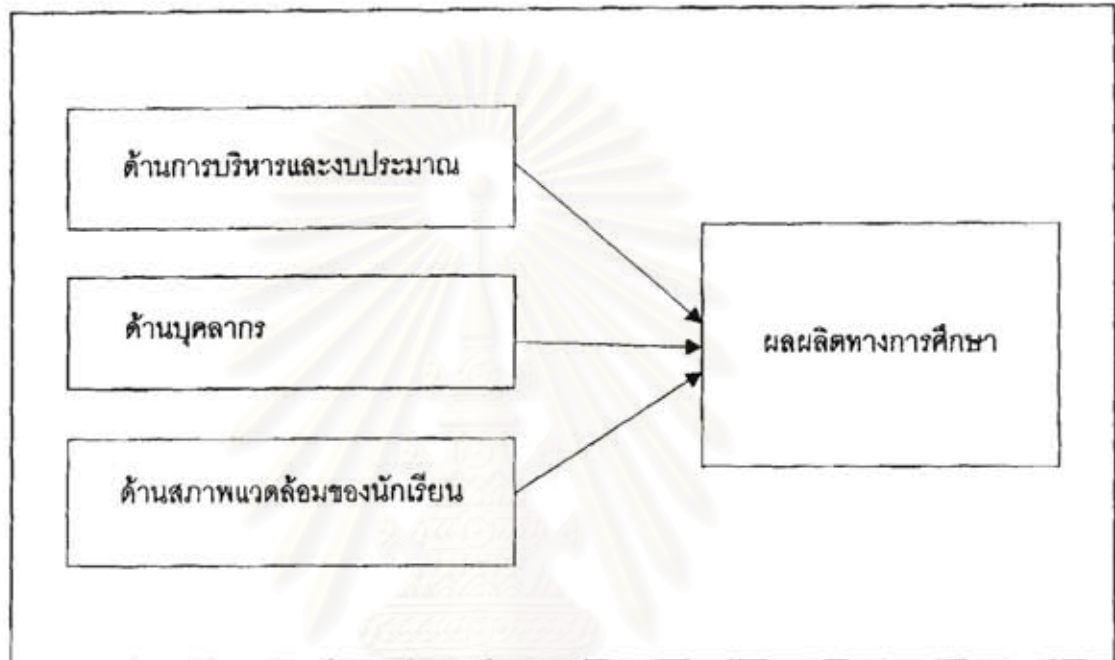 ด้านการบริหารและงบประมาณ
ด้านบุคลากร
ผลผลิตทางการศึกษา
ด้านสภาพแวดล้อมของนักเรียน